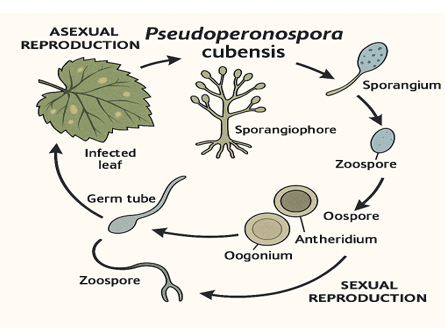 ASEXUAL
REPRODUCTION
Pseudoperonospora
cubensis
Sporangium
Sporangiophore
Zoospore
Infected
leaf
Germ tube
Oospore
Antheridium
Oogonium
Zoospore
SEXUAL
REPRODUCTION